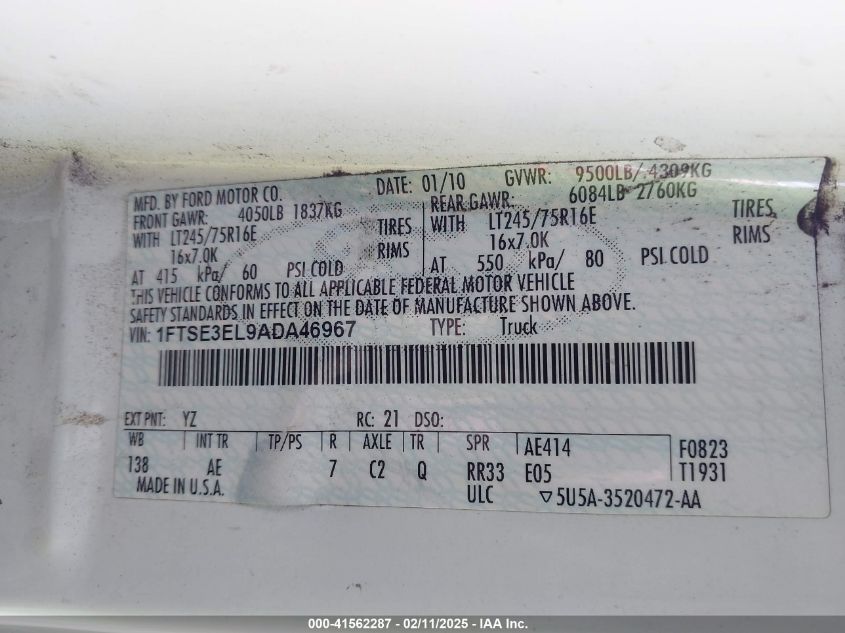 MFD. BY FORD MOTOR CO. DATE: 01/10 GVWR: 9500LB/ 4309KG
FRONT GAWR: 4050LB 1837KG REAR GAWR: 6084LB 2760KG
WITH LT245/75R16E TIRES WITH LT245/75R16E TIRES
16x7.0K RIMS 16x7.0K RIMS
AT 415 kPa/ 60 PSI COLD AT 550 kPa/ 80 PSI COLD
THIS VEHICLE CONFORMS TO ALL APPLICABLE FEDERAL MOTOR VEHICLE
SAFETY STANDARDS IN EFFECT ON THE DATE OF MANUFACTURE SHOWN ABOVE.
VIN: 1FTSE3EL9ADA46967 TYPE: Truck
EXT PNT: YZ RC: 21 DSO:
WB INT TR TP/PS R AXLE TR SPR AE414 F0823
138 AE 7 C2 Q RR33 E05 T1931
MADE IN U.S.A. ULC ▽5U5A-3520472-AA
000-41562287 - 02/11/2025 - IAA Inc.